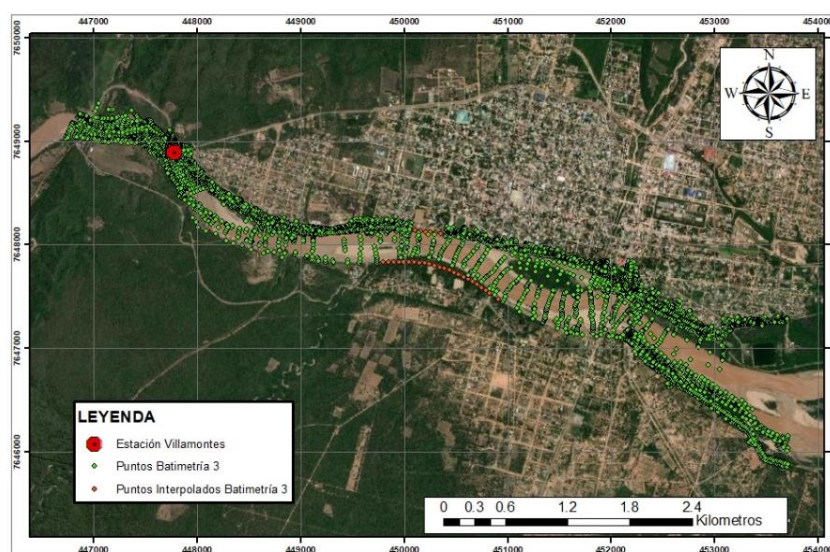 447000 448000 449000 450000 451000 452000 453000 454000
7650000
7649000
7648000
7647000
7646000
N
W E
S
LEYENDA
Estación Villamontes
Puntos Batimetría 3
Puntos Interpolados Batimetría 3
0 0.3 0.6 1.2 1.8 2.4
Kilometros
447000 448000 449000 450000 451000 452000 453000 454000